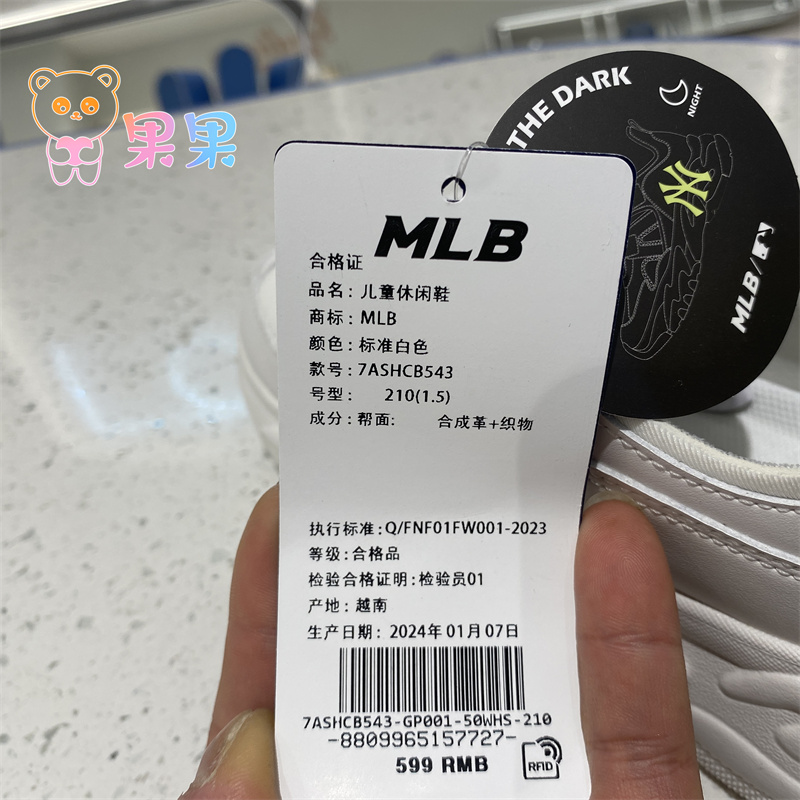 果果
THE DARK
NIGHT
MLB
MLB
合格证
品名：儿童休闲鞋
商标：MLB
颜色：标准白色
款号：7ASHCB543
号型： 210(1.5)
成分：帮面: 合成革+织物
执行标准：Q/FNF01FW001-2023
等级：合格品
检验合格证明：检验员01
产地：越南
生产日期：2024年01月07日
7ASHCB543-GP001-50WHS-210
-8809965157727-
599 RMB
RFID